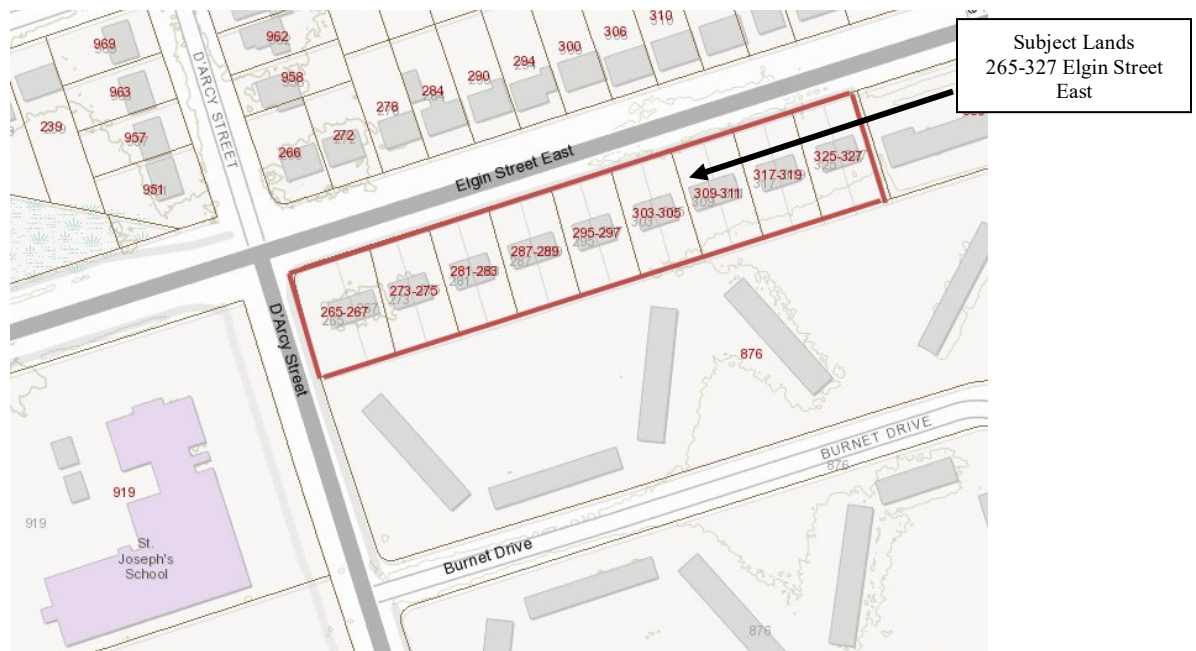 Subject Lands
265-327 Elgin Street
East
310
306
300
294
290
284
278
272
266
969
962
963
958
957
951
239
D'ARCY STREET
Elgin Street East
325-327
317-319
309-311
303-305
295-297
287-289
281-283
273-275
265-267
D'Arcy Street
876
BURNET DRIVE
876
Burnet Drive
919
919
St.
Joseph's
School
876